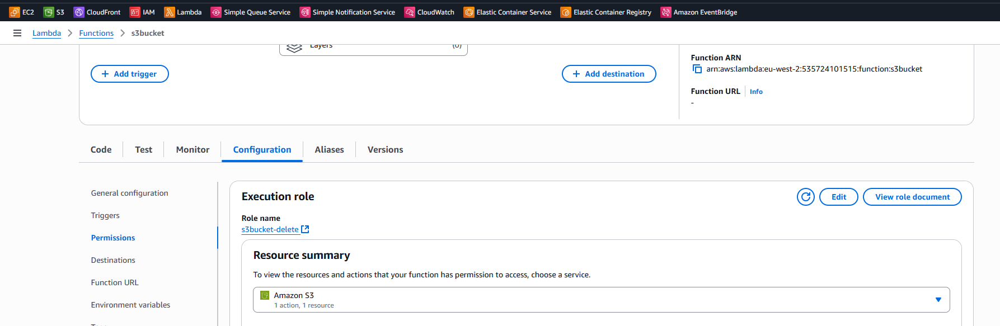 EC2 S3 CloudFront IAM Lambda Simple Queue Service Simple Notification Service CloudWatch Elastic Container Service Elastic Container Registry Amazon EventBridge
Lambda > Functions > s3bucket
Layers (0)
Function ARN
arn:aws:lambda:eu-west-2:535724101515:function:s3bucket
+ Add trigger
+ Add destination
Function URL Info
-
Code Test Monitor Configuration Aliases Versions
General configuration
Triggers
Permissions
Destinations
Function URL
Environment variables
Execution role
Edit View role document
Role name
s3bucket-delete
Resource summary
To view the resources and actions that your function has permission to access, choose a service.
Amazon S3
1 action, 1 resource